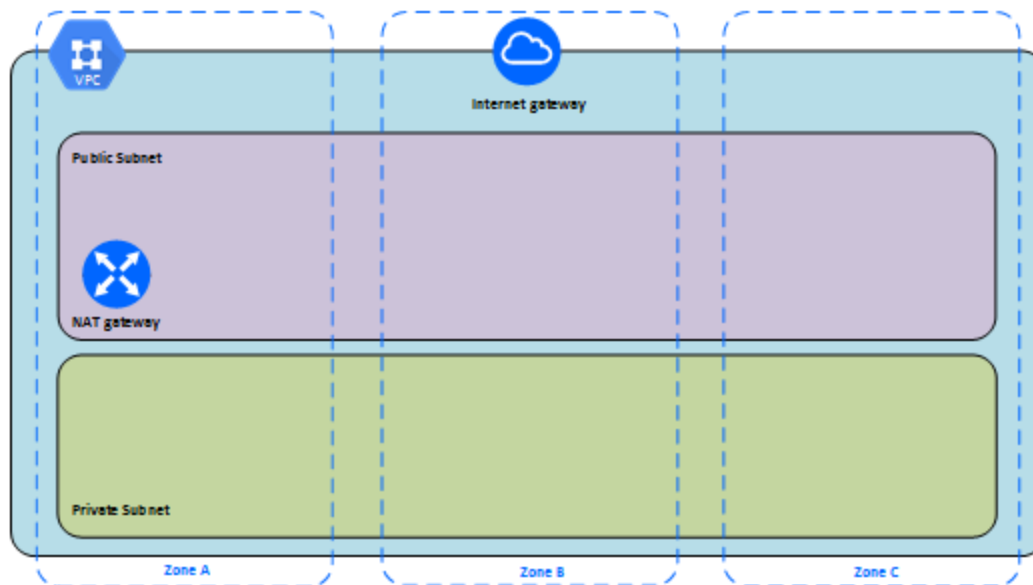 VPC
Internet gateway
Public Subnet
NAT gateway
Private Subnet
Zone A
Zone B
Zone C